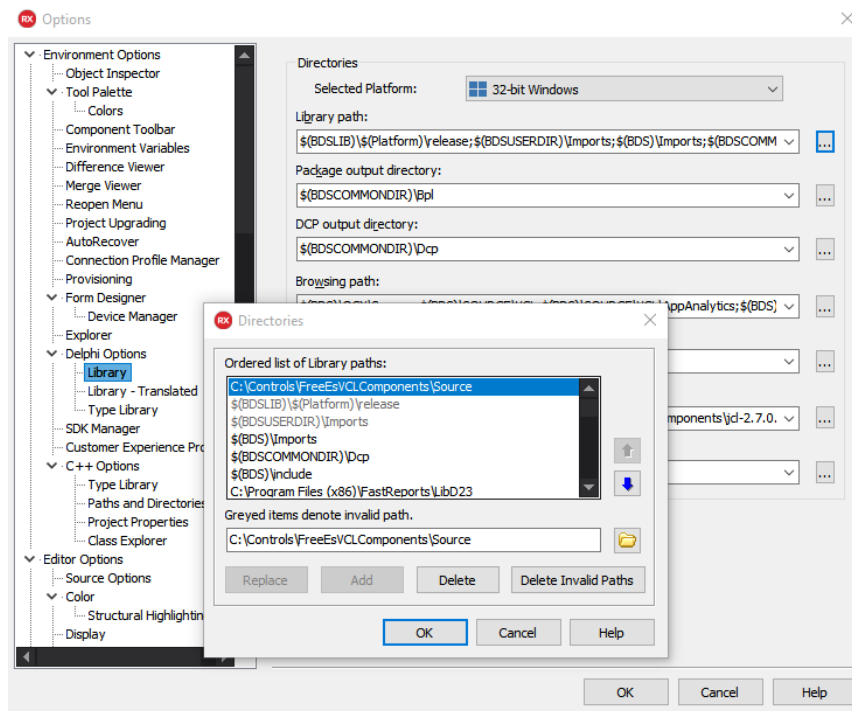 RX Options
Environment Options
Object Inspector
Tool Palette
Colors
Component Toolbar
Environment Variables
Difference Viewer
Merge Viewer
Reopen Menu
Project Upgrading
AutoRecover
Connection Profile Manager
Provisioning
Form Designer
Device Manager
Explorer
Delphi Options
Library
Library - Translated
Type Library
SDK Manager
Customer Experience Pro
C++ Options
Type Library
Paths and Directories
Project Properties
Class Explorer
Editor Options
Source Options
Color
Structural Highlightin
Display
Directories
Selected Platform: 32-bit Windows
Library path:
$(BDSLIB)\$(Platform)\release;$(BDSUSERDIR)\Imports;$(BDS)\Imports;$(BDSCOMM ...
Package output directory:
$(BDSCOMMONDIR)\Bpl ...
DCP output directory:
$(BDSCOMMONDIR)\Dcp ...
Browsing path:
\AppAnalytics;$(BDS) ...
...
mponents\jcl-2.7.0. ...
...
RX Directories
Ordered list of Library paths:
C:\Controls\FreeEsVCLComponents\Source
$(BDSLIB)\$(Platform)\release
$(BDSUSERDIR)\Imports
$(BDS)\Imports
$(BDSCOMMONDIR)\Dcp
$(BDS)\include
C:\Program Files (x86)\FastReports\LibD23
Greyed items denote invalid path.
C:\Controls\FreeEsVCLComponents\Source
Replace Add Delete Delete Invalid Paths
OK Cancel Help
OK Cancel Help